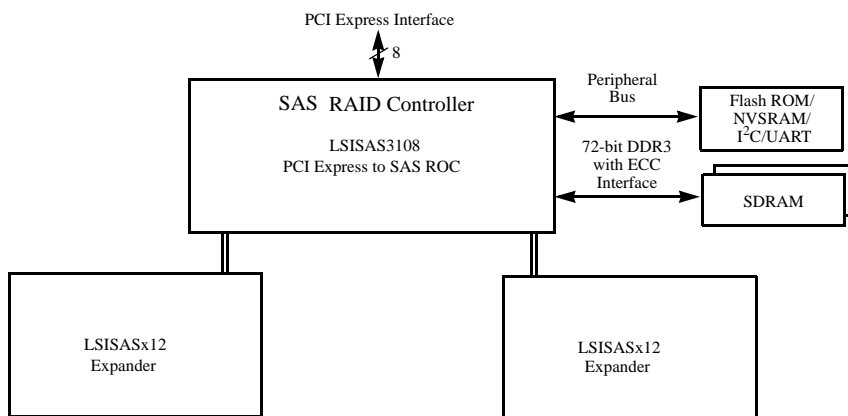 PCI Express Interface
8
SAS RAID Controller
LSISAS3108
PCI Express to SAS ROC
Peripheral
Bus
Flash ROM/
NVSRAM/
I²C/UART
72-bit DDR3
with ECC
Interface
SDRAM
LSISASx12
Expander
LSISASx12
Expander